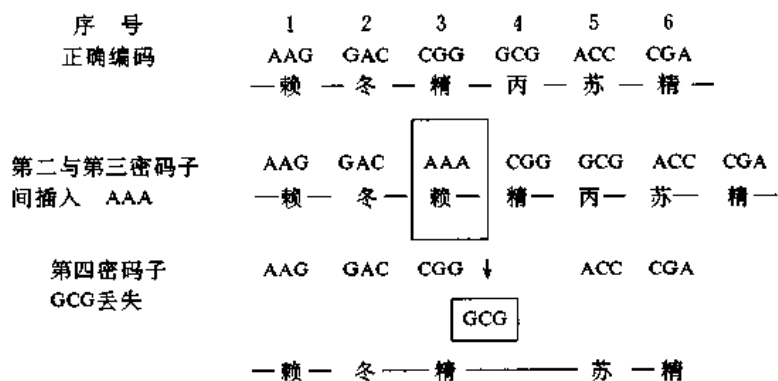 序 号 1 2 3 4 5 6
正确编码 AAG GAC CGG GCG ACC CGA
—赖—冬—精—丙—苏—精—
第二与第三密码子 AAG GAC AAA CGG GCG ACC CGA
间插入 AAA —赖—冬—赖—精—丙—苏—精—
第四密码子 AAG GAC CGG ↓ ACC CGA
GCG丢失
GCG
—赖—冬—精—苏—精